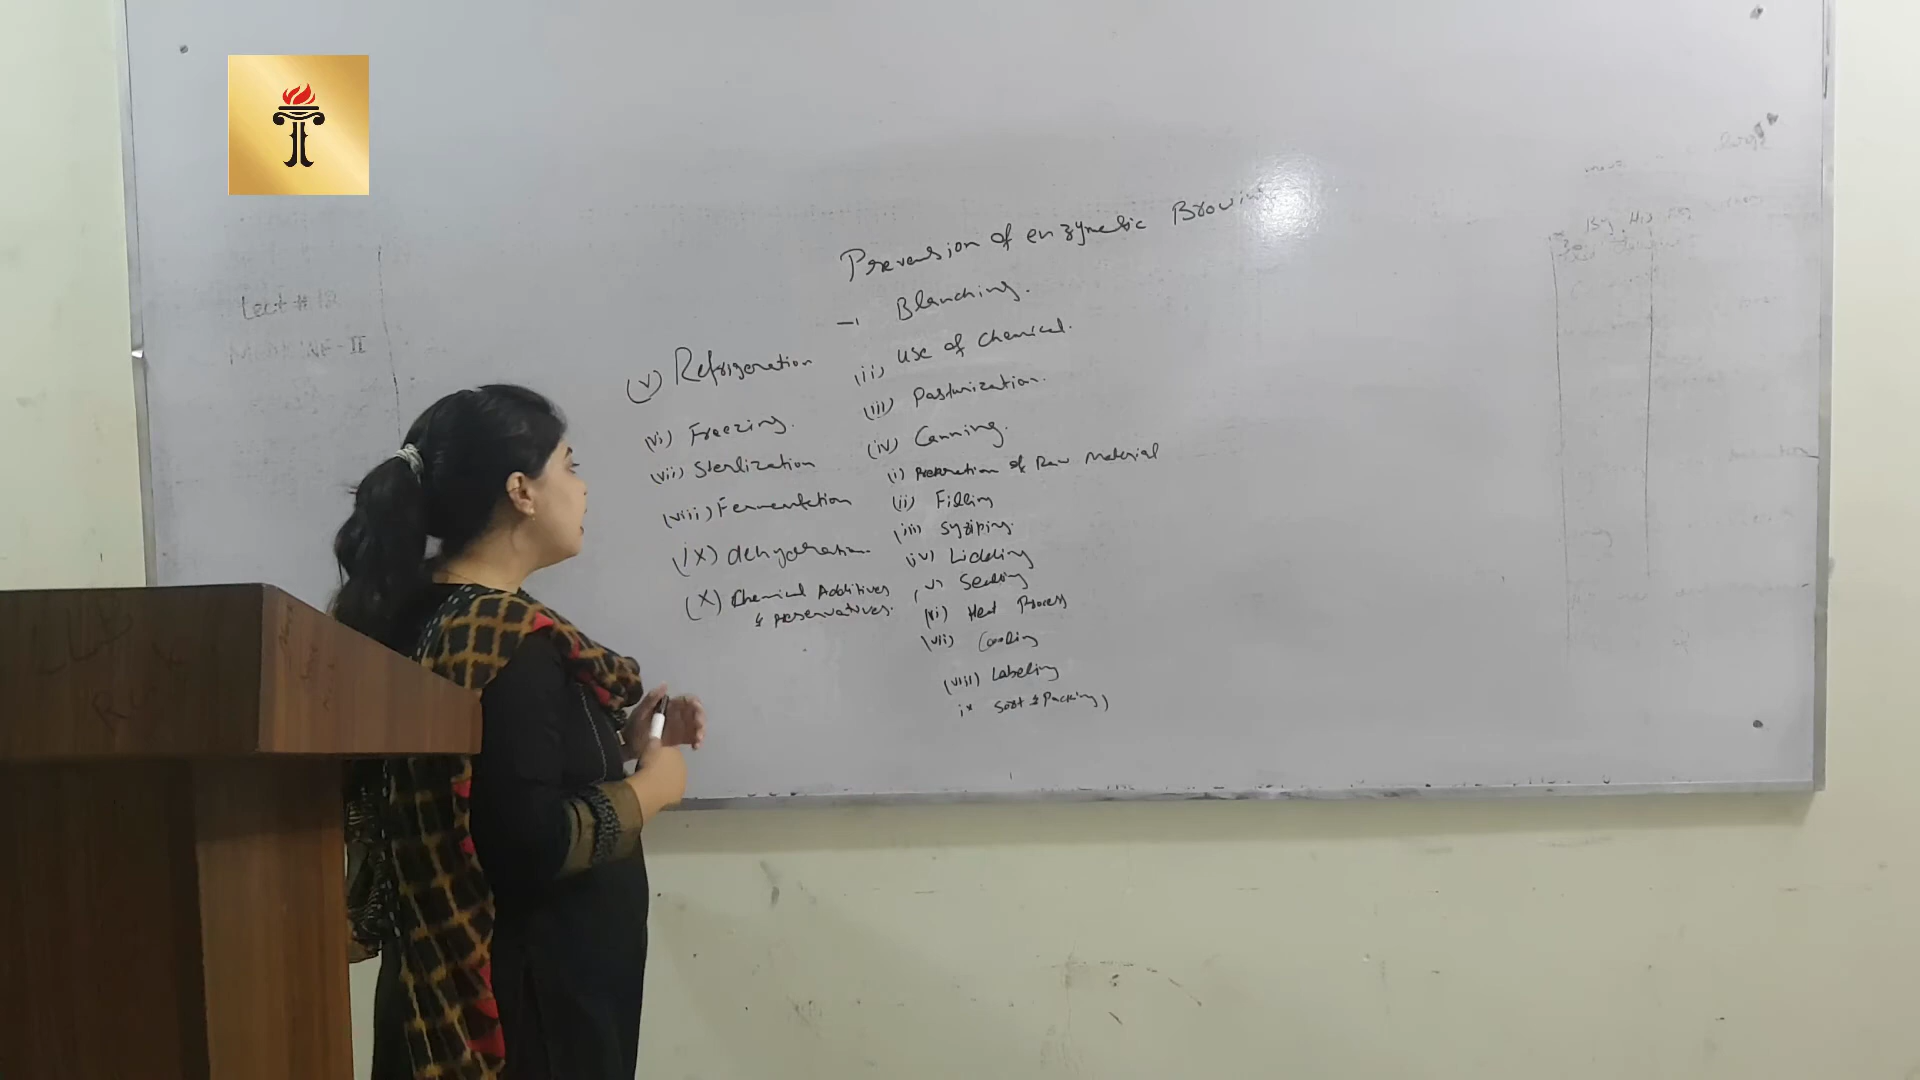 Prevension of enzymetic Browning
-i Blanching.
(ii) use of chemical.
(iii) Pasturization.
(iv) Canning.
(i) Preparation of Raw Material
(ii) Filling
(iii) Syriping.
(iv) Lidding
(v) Sealing
(vi) Heat Process
(vii) Cooling
(viii) Labeling
ix Sort & Packing)
(v) Refrigeration
(vi) Freezing.
(vii) Sterlization
(viii) Fermentation
(ix) dehydration
(x) Chemical Additives
& preservatives.
Lect # 12